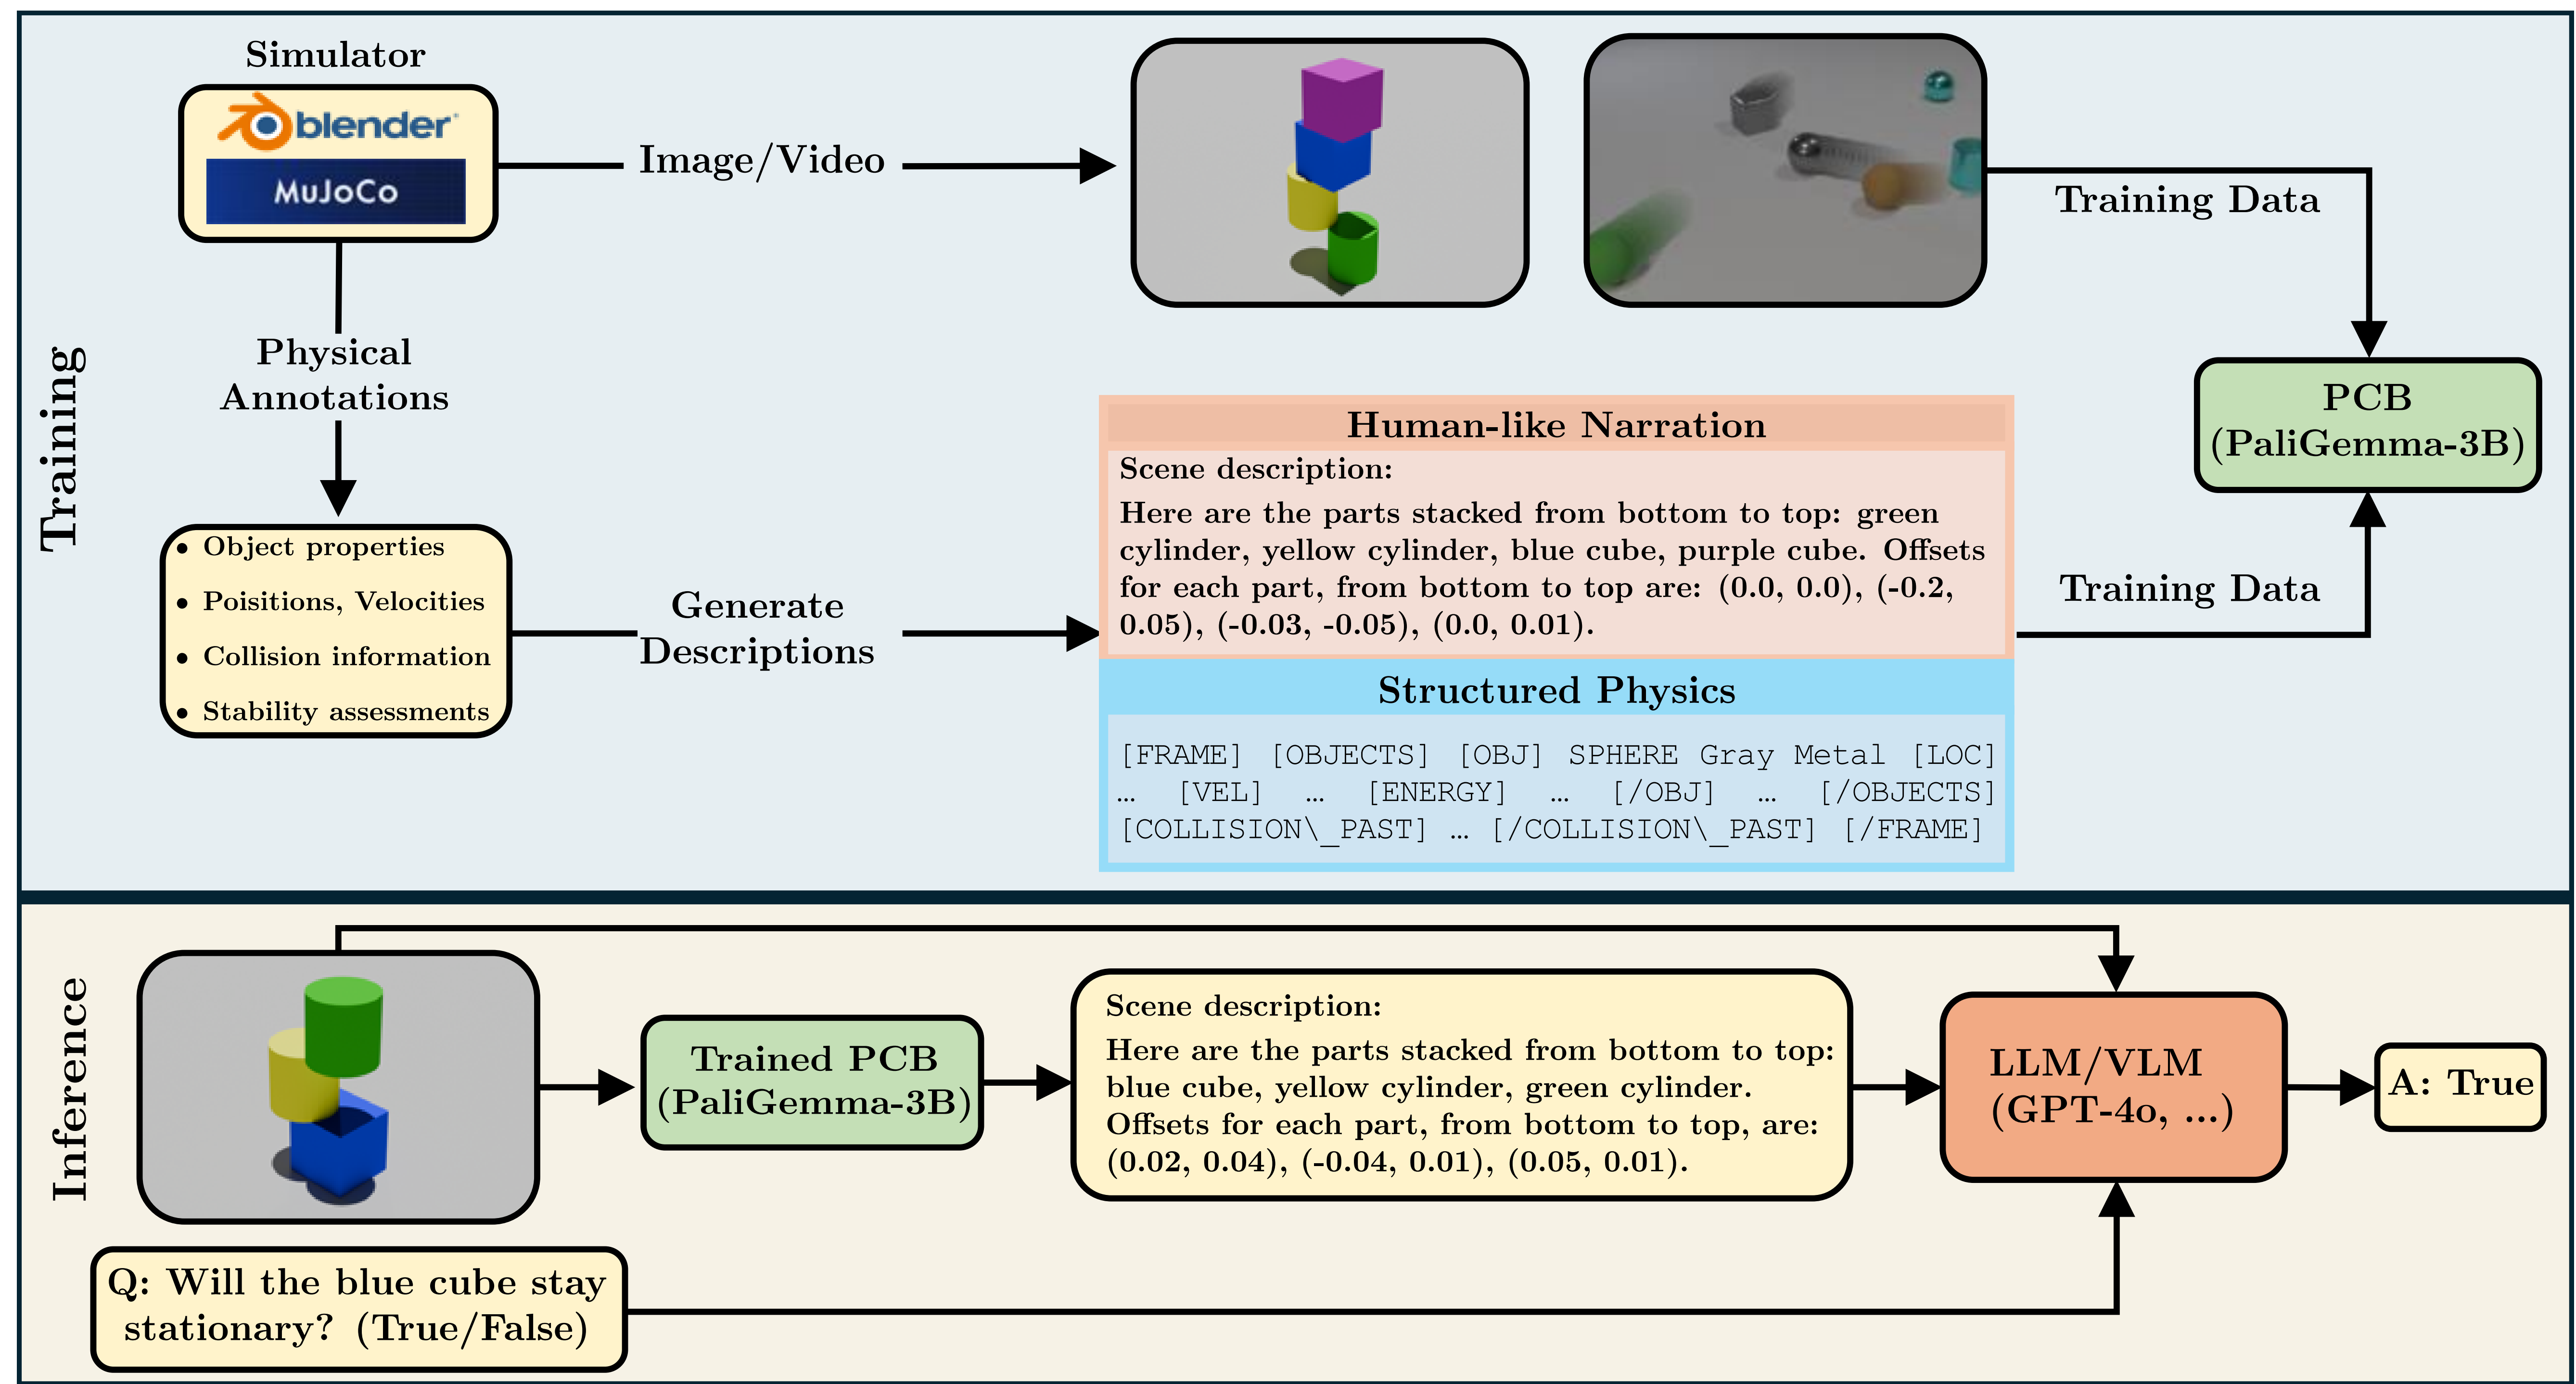 Simulator
blender
MuJoCo
Image/Video
Training Data
Training
Physical
Annotations
PCB
(PaliGemma-3B)
• Object properties
• Poisitions, Velocities
• Collision information
• Stability assessments
Generate
Descriptions
Human-like Narration
Scene description:
Here are the parts stacked from bottom to top: green
cylinder, yellow cylinder, blue cube, purple cube. Offsets
for each part, from bottom to top are: (0.0, 0.0), (-0.2,
0.05), (-0.03, -0.05), (0.0, 0.01).
Structured Physics
[FRAME] [OBJECTS] [OBJ] SPHERE Gray Metal [LOC]
… [VEL] … [ENERGY] … [/OBJ] … [/OBJECTS]
[COLLISION\_PAST] … [/COLLISION\_PAST] [/FRAME]
Training Data
Inference
Trained PCB
(PaliGemma-3B)
Scene description:
Here are the parts stacked from bottom to top:
blue cube, yellow cylinder, green cylinder.
Offsets for each part, from bottom to top, are:
(0.02, 0.04), (-0.04, 0.01), (0.05, 0.01).
LLM/VLM
(GPT-4o, ...)
A: True
Q: Will the blue cube stay
stationary? (True/False)